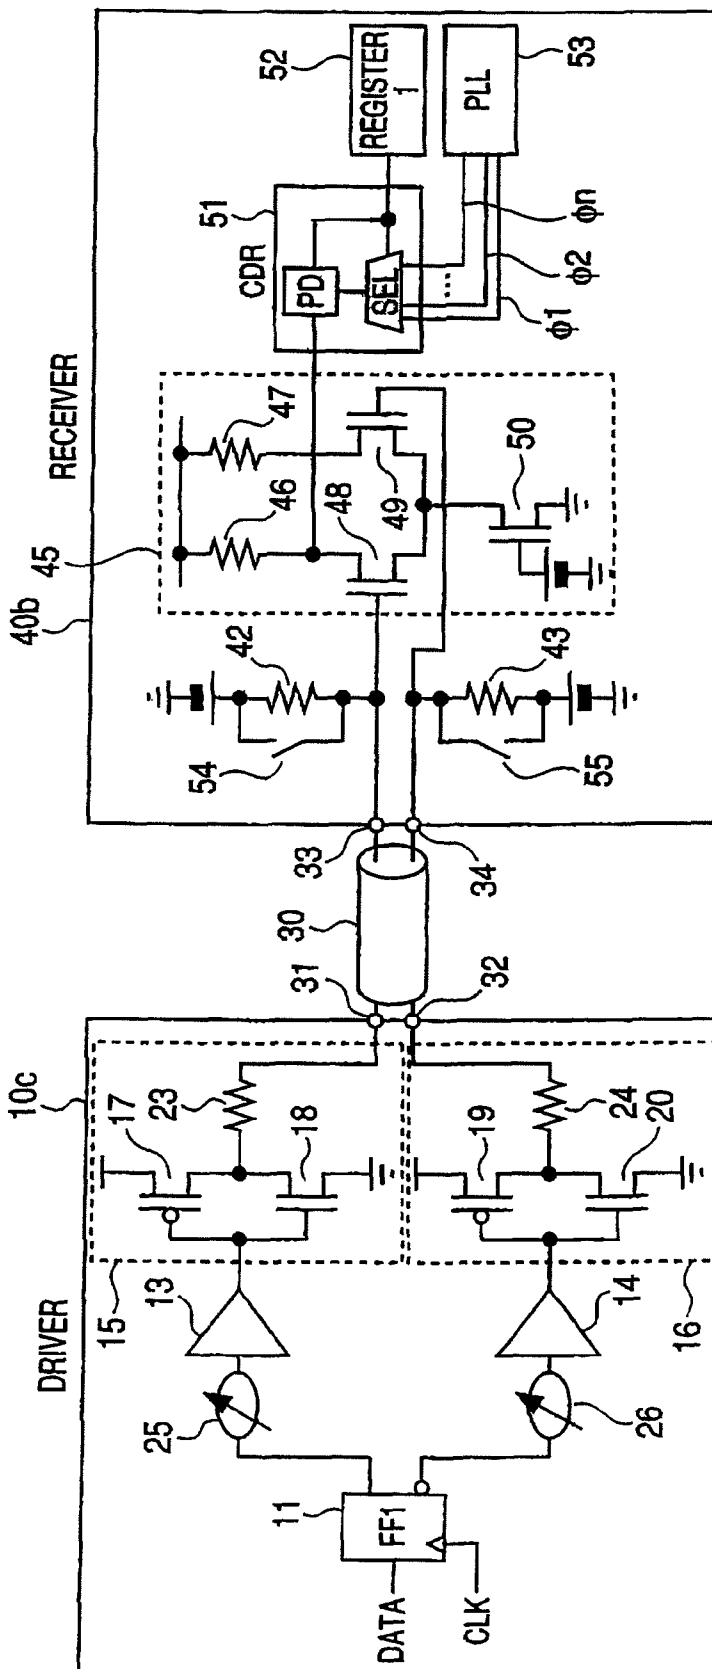 DRIVER
10c
15
17
23
18
13
25
11
FF1
DATA
CLK
26
14
16
19
24
20
31
32
30
33
34
RECEIVER
40b
45
42
54
43
55
46
47
48
49
50
CDR
51
PD
SEL
REGISTER
1
52
PLL
53
ϕn
ϕ2
ϕ1